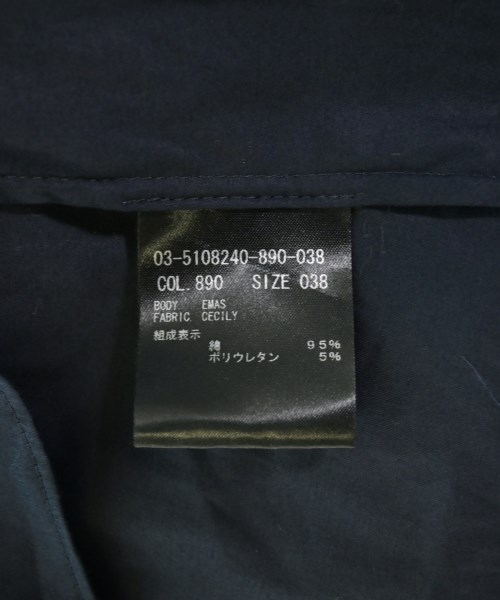 03-5108240-890-038
COL. 890 SIZE 038
BODY EMAS
FABRIC CECILY
組成表示
綿 95%
ポリウレタン 5%